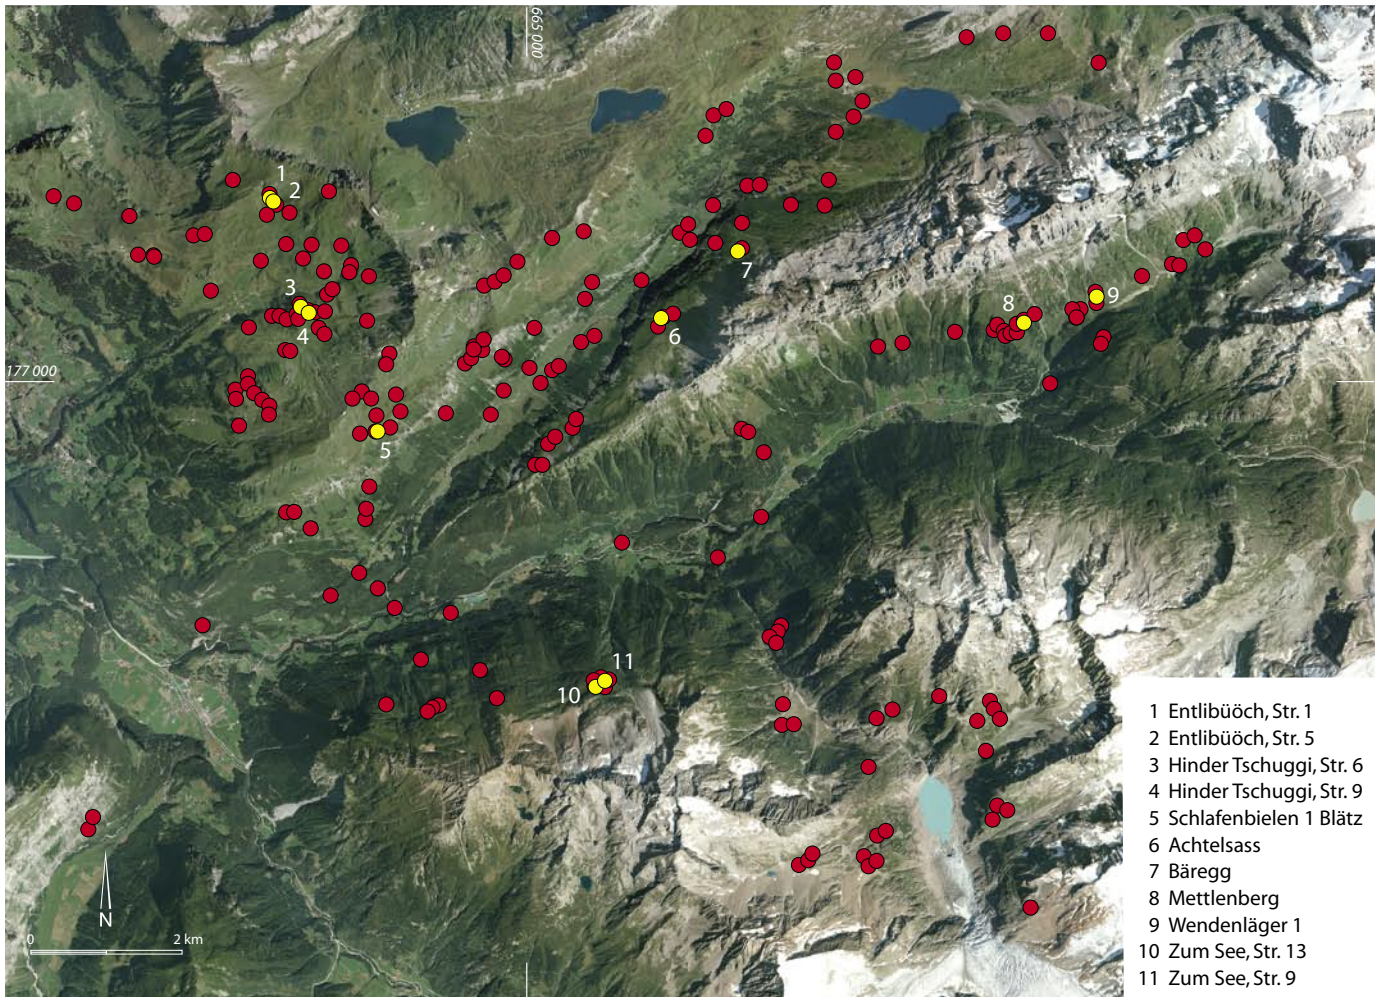 665 000
1
2
3
4
7
6
8
9
177 000
5
11
10
N
0 2 km
1 Entlibüöch, Str. 1
2 Entlibüöch, Str. 5
3 Hinder Tschuggi, Str. 6
4 Hinder Tschuggi, Str. 9
5 Schlafenbielen 1 Blätz
6 Achtelsass
7 Bäregg
8 Mettlenberg
9 Wendenläger 1
10 Zum See, Str. 13
11 Zum See, Str. 9